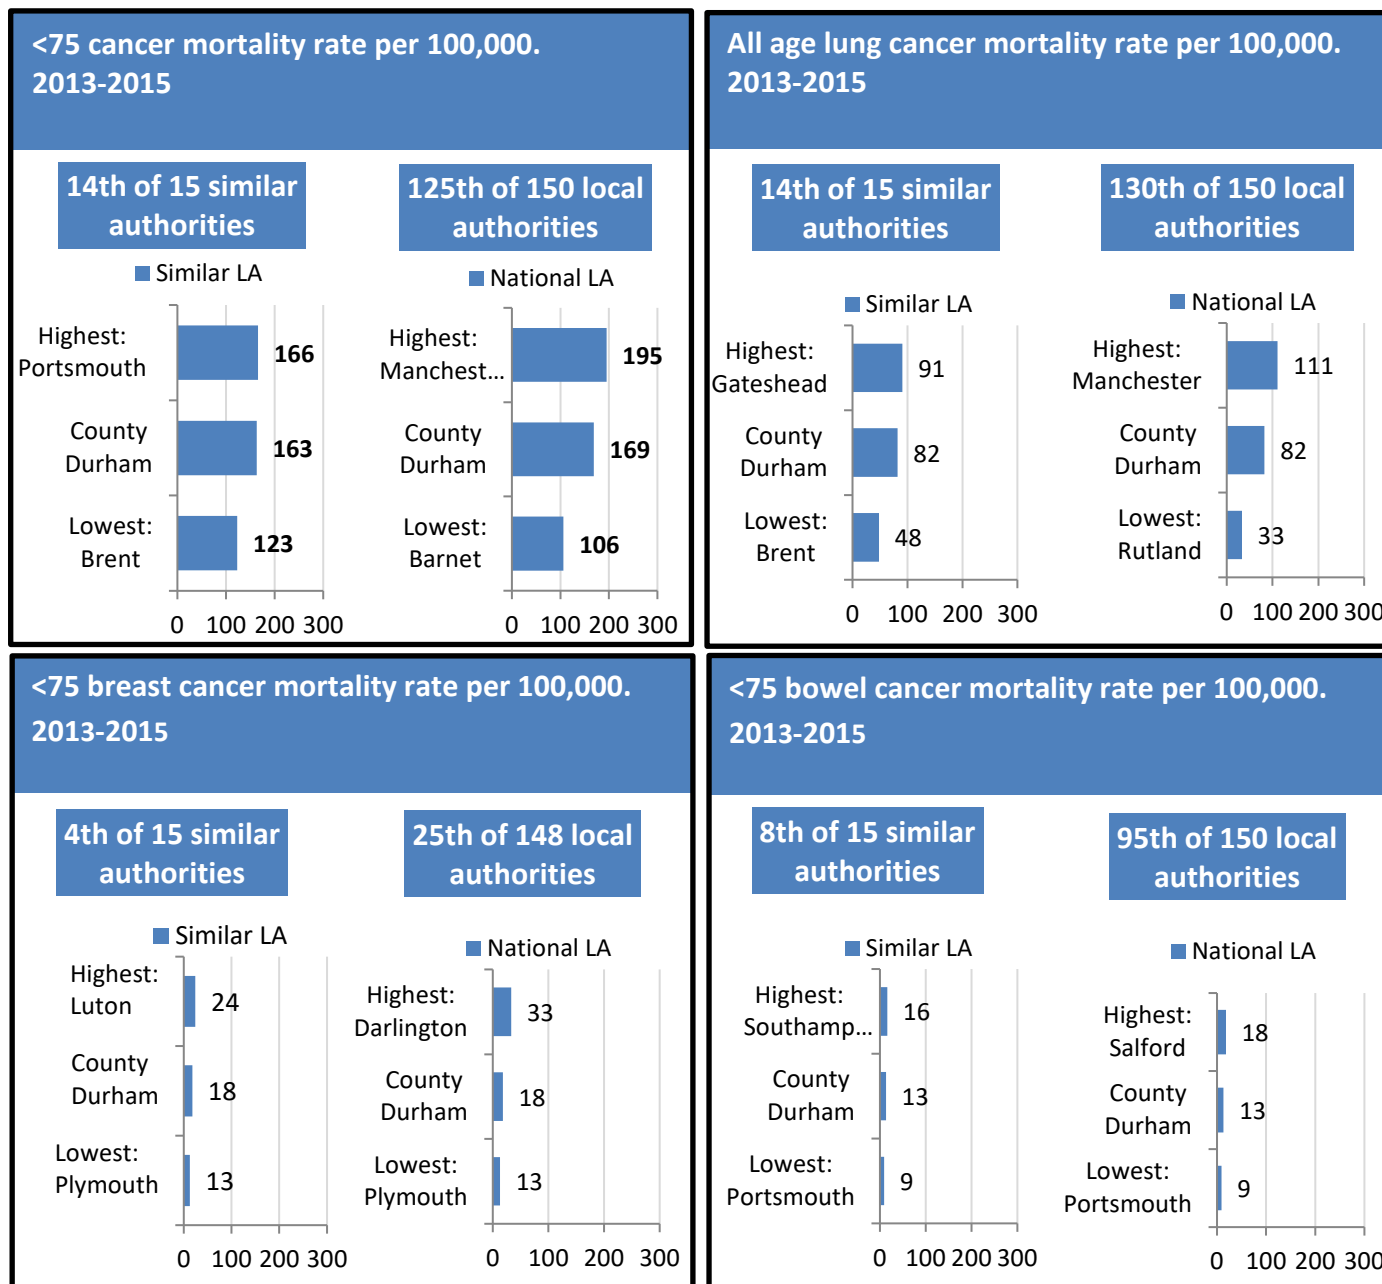 <75 cancer mortality rate per 100,000.
2013-2015
14th of 15 similar
authorities
125th of 150 local
authorities
Similar LA
Highest:
Portsmouth
166
County
Durham
163
Lowest:
Brent
123
0 100 200 300
National LA
Highest:
Manchest...
195
County
Durham
169
Lowest:
Barnet
106
0 100 200 300
All age lung cancer mortality rate per 100,000.
2013-2015
14th of 15 similar
authorities
130th of 150 local
authorities
Similar LA
Highest:
Gateshead
91
County
Durham
82
Lowest:
Brent
48
0 100 200 300
National LA
Highest:
Manchester
111
County
Durham
82
Lowest:
Rutland
33
0 100 200 300
<75 breast cancer mortality rate per 100,000.
2013-2015
4th of 15 similar
authorities
25th of 148 local
authorities
Similar LA
Highest:
Luton
24
County
Durham
18
Lowest:
Plymouth
13
0 100 200 300
National LA
Highest:
Darlington
33
County
Durham
18
Lowest:
Plymouth
13
0 100 200 300
<75 bowel cancer mortality rate per 100,000.
2013-2015
8th of 15 similar
authorities
95th of 150 local
authorities
Similar LA
Highest:
Southamp...
16
County
Durham
13
Lowest:
Portsmouth
9
0 100 200 300
National LA
Highest:
Salford
18
County
Durham
13
Lowest:
Portsmouth
9
0 100 200 300